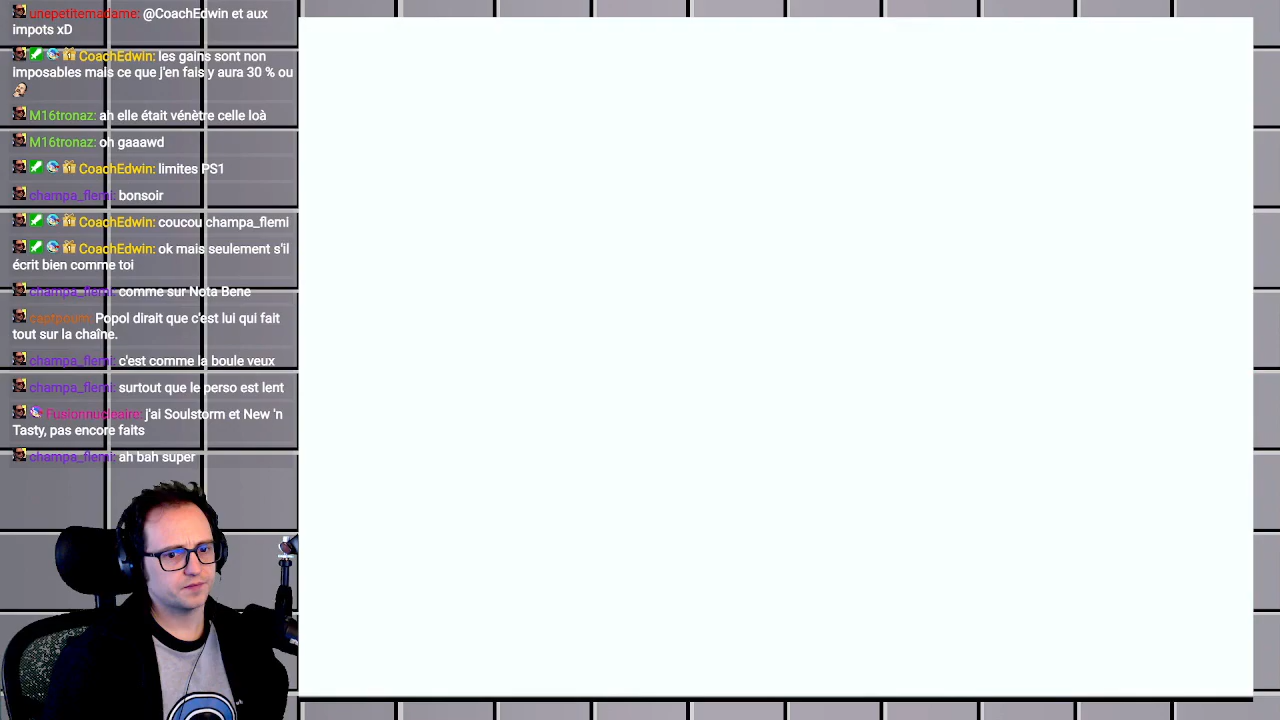 unepetitemadame: @CoachEdwin et aux
impots xD
CoachEdwin: les gains sont non
imposables mais ce que j'en fais y aura 30 % ou
M16tronaz: ah elle était vénètre celle loà
M16tronaz: oh gaaawd
CoachEdwin: limites PS1
champa_flemi: bonsoir
CoachEdwin: coucou champa_flemi
CoachEdwin: ok mais seulement s'il
écrit bien comme toi
champa_flemi: comme sur Nota Bene
captpoum: Popol dirait que c'est lui qui fait
tout sur la chaîne.
champa_flemi: c'est comme la boule veux
champa_flemi: surtout que le perso est lent
Fusionnucleaire: j'ai Soulstorm et New 'n
Tasty, pas encore faits
champa_flemi: ah bah super